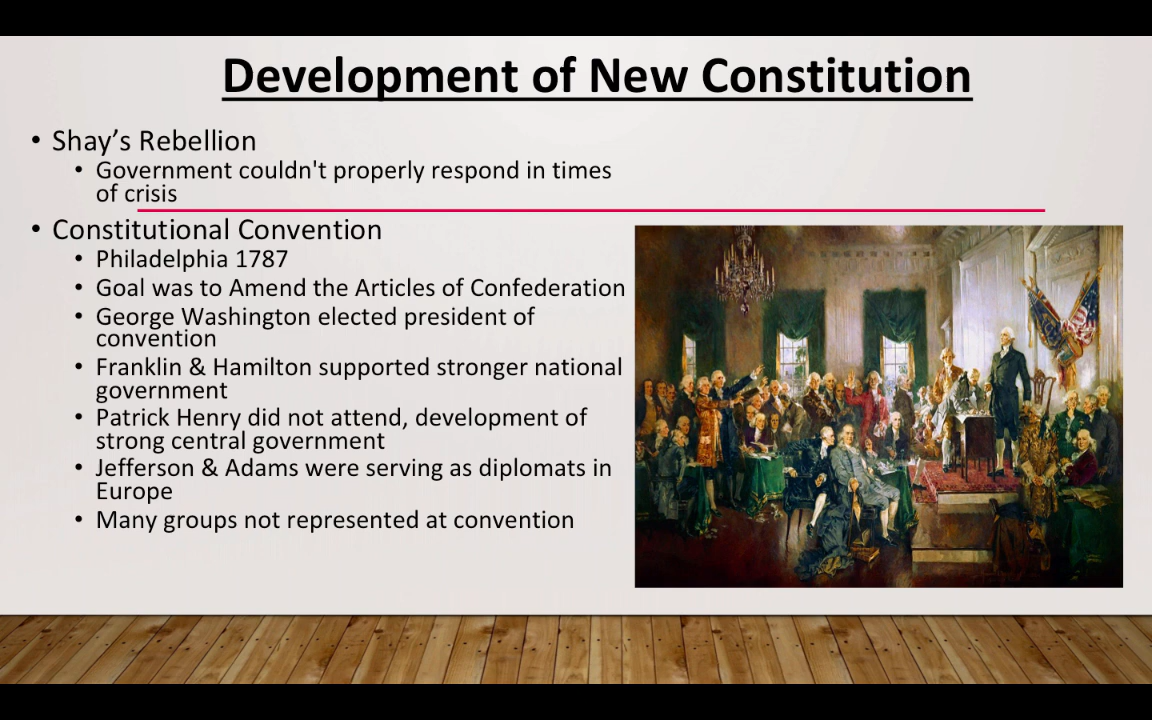 Development of New Constitution
• Shay’s Rebellion
• Government couldn't properly respond in times
of crisis
• Constitutional Convention
• Philadelphia 1787
• Goal was to Amend the Articles of Confederation
• George Washington elected president of
convention
• Franklin & Hamilton supported stronger national
government
• Patrick Henry did not attend, development of
strong central government
• Jefferson & Adams were serving as diplomats in
Europe
• Many groups not represented at convention